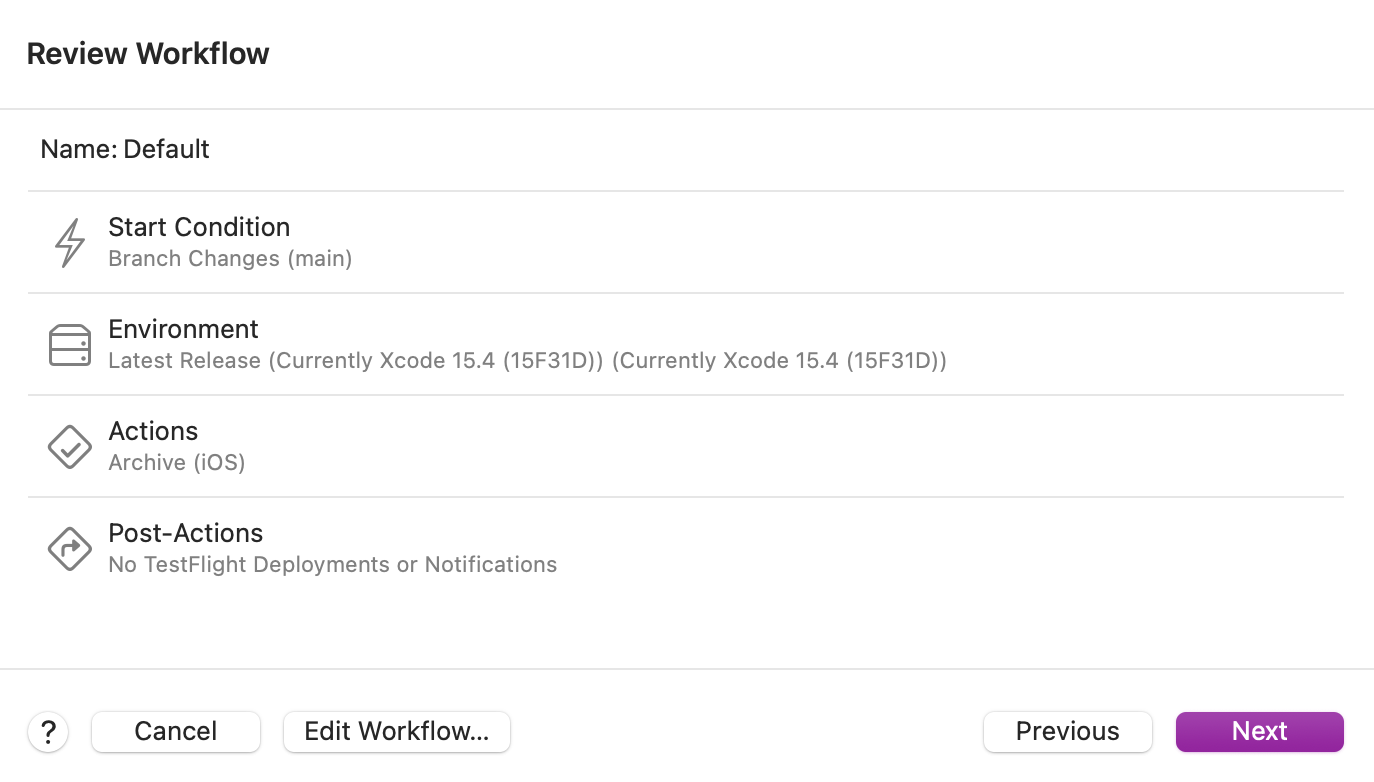 Review Workflow
Name: Default
Start Condition
Branch Changes (main)
Environment
Latest Release (Currently Xcode 15.4 (15F31D)) (Currently Xcode 15.4 (15F31D))
Actions
Archive (iOS)
Post-Actions
No TestFlight Deployments or Notifications
? Cancel Edit Workflow... Previous Next